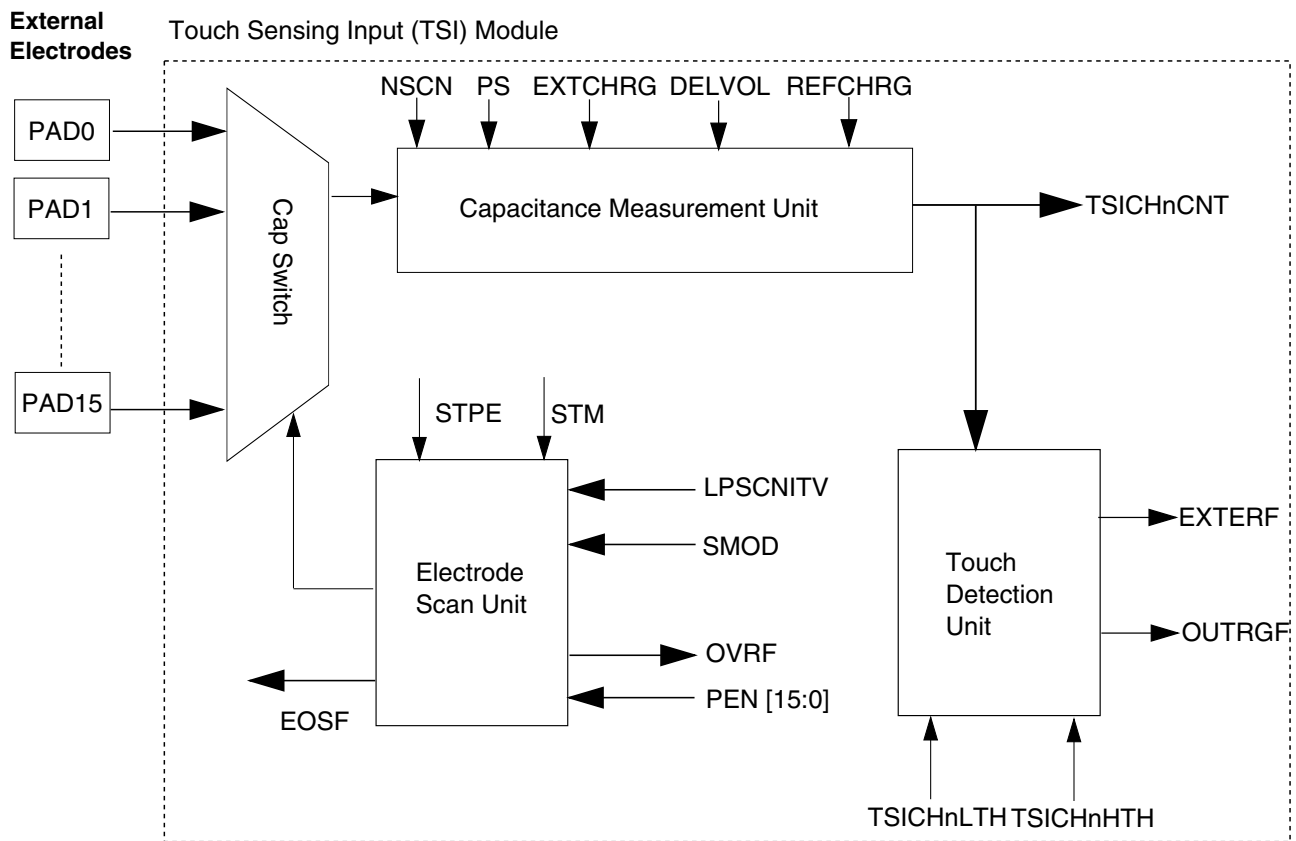 External
Electrodes
Touch Sensing Input (TSI) Module
NSCN PS EXTCHRG DELVOL REFCHRG
PAD0
PAD1
PAD15
Cap Switch
Capacitance Measurement Unit
TSICHnCNT
STPE
STM
LPSCNITV
SMOD
Electrode
Scan Unit
OVRF
PEN [15:0]
EOSF
Touch
Detection
Unit
EXTERF
OUTRGF
TSICHnLTH TSICHnHTH